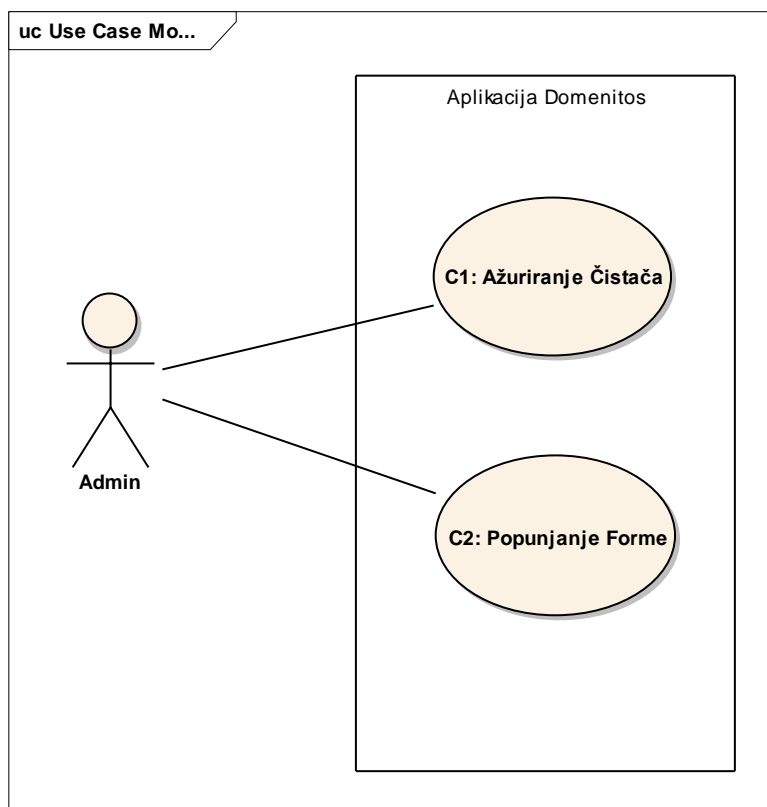 uc Use Case Mo...
Aplikacija Domenitos
C1: Ažuriranje Čistača
Admin
C2: Popunjanje Forme